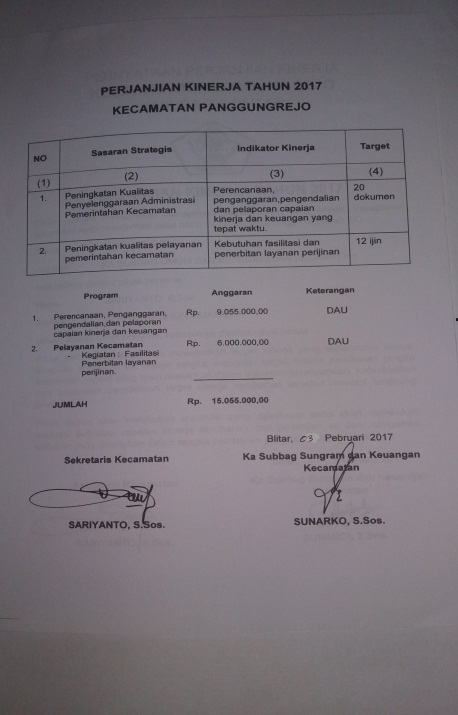 PERJANJIAN KINERJA TAHUN 2017
KECAMATAN PANGGUNGREJO
NO Sasaran Strategis Indikator Kinerja Target
(1) (2) (3) (4)
1. Peningkatan Kualitas Perencanaan, 20
Penyelenggaraan Administrasi penganggaran,pengendalian dokumen
Pemerintahan Kecamatan dan pelaporan capaian
kinerja dan keuangan yang
tepat waktu.
2. Peningkatan kualitas pelayanan Kebutuhan fasilitasi dan 12 ijin
pemerintahan kecamatan penerbitan layanan perijinan
Program Anggaran Keterangan
1. Perencanaan, Penganggaran, Rp. 9.055.000,00 DAU
pengendalian,dan pelaporan
capaian kinerja dan keuangan
2. Pelayanan Kecamatan Rp. 6.000.000,00 DAU
- Kegiatan : Fasilitasi
Penerbitan layanan
perijinan.
JUMLAH Rp. 15.055.000,00
Blitar, 03 Pebruari 2017
Sekretaris Kecamatan Ka Subbag Sungram dan Keuangan
Kecamatan
SARIYANTO, S.Sos. SUNARKO, S.Sos.